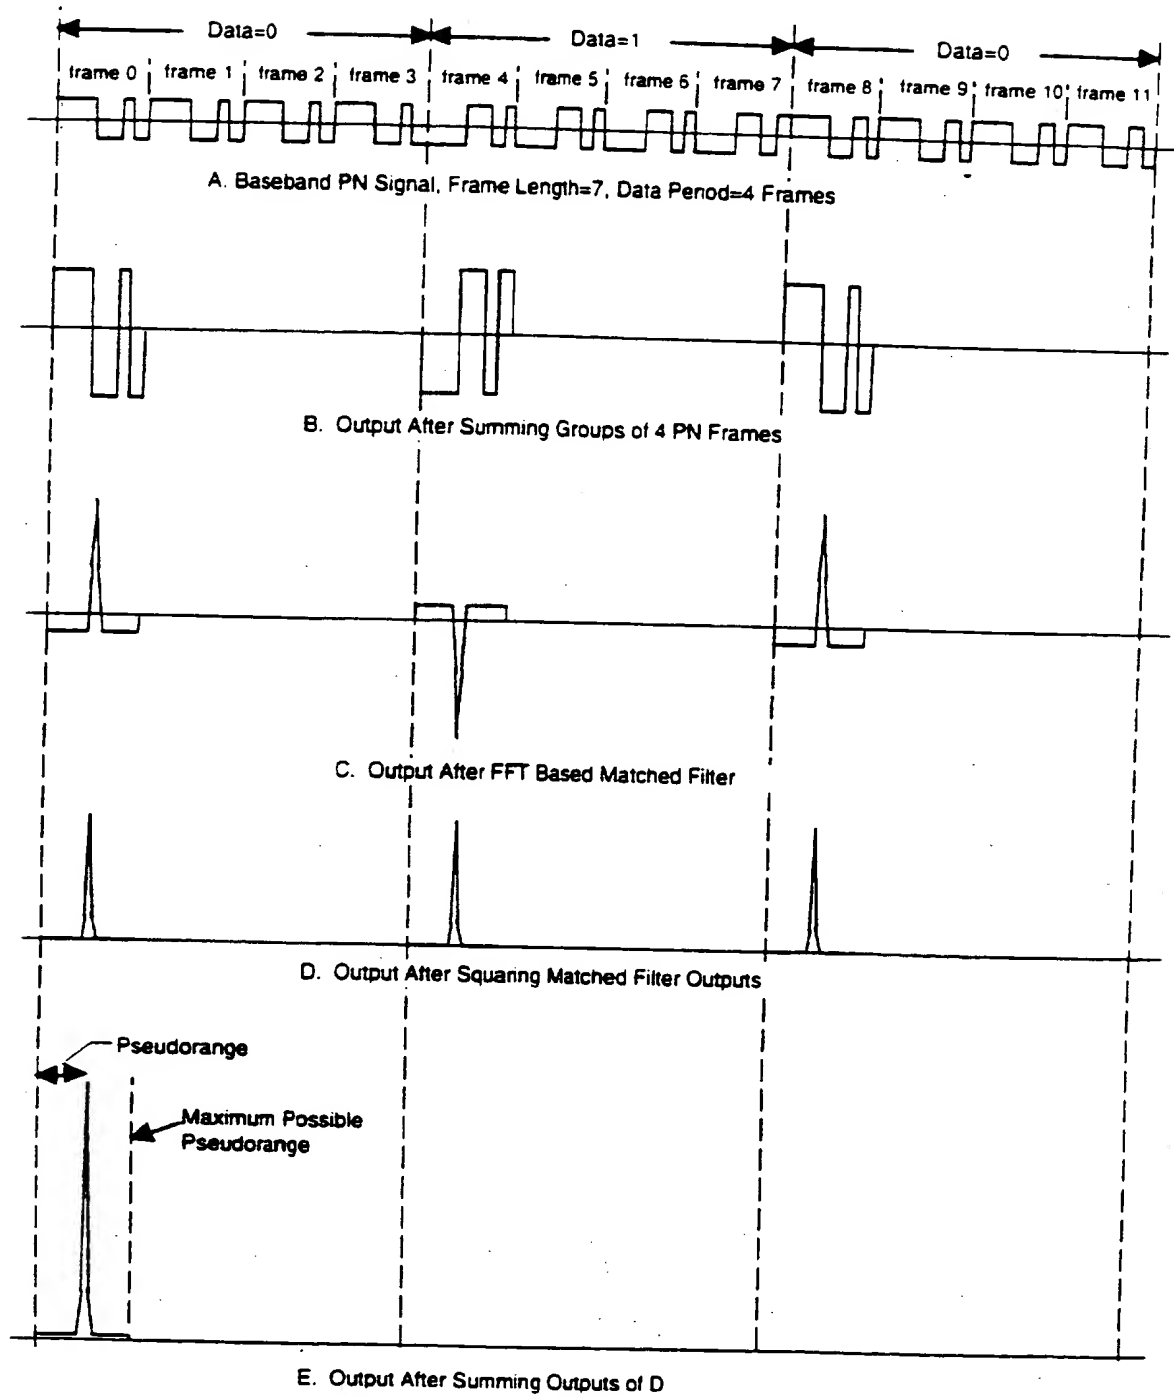 Data=0
Data=1
Data=0
frame 0 frame 1 frame 2 frame 3 frame 4 frame 5 frame 6 frame 7 frame 8 frame 9 frame 10 frame 11
A. Baseband PN Signal, Frame Length=7, Data Period=4 Frames
B. Output After Summing Groups of 4 PN Frames
C. Output After FFT Based Matched Filter
D. Output After Squaring Matched Filter Outputs
Pseudorange
Maximum Possible
Pseudorange
E. Output After Summing Outputs of D